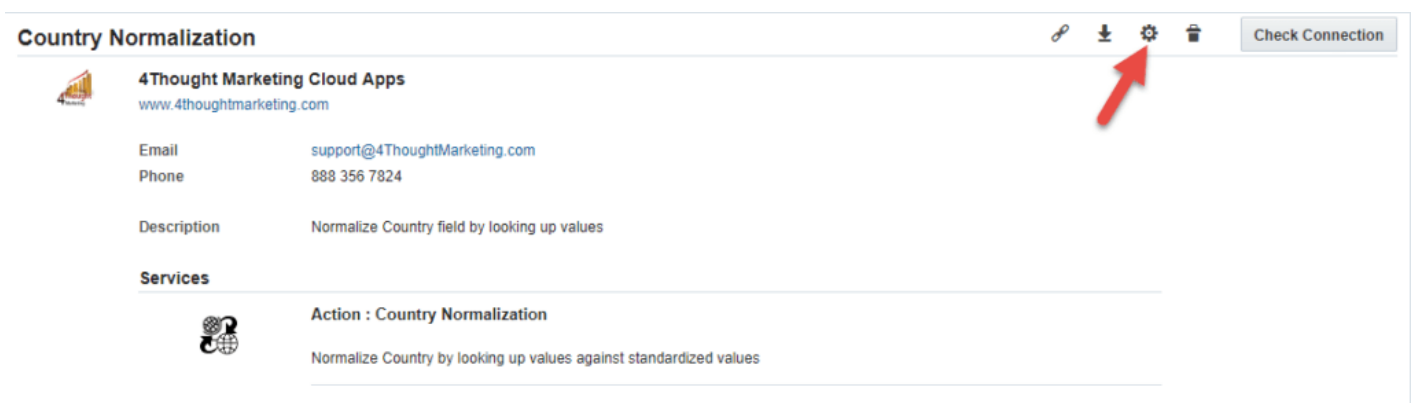 Country Normalization
Check Connection
4Thought Marketing Cloud Apps
www.4thoughtmarketing.com
Email support@4ThoughtMarketing.com
Phone 888 356 7824
Description Normalize Country field by looking up values
Services
Action : Country Normalization
Normalize Country by looking up values against standardized values